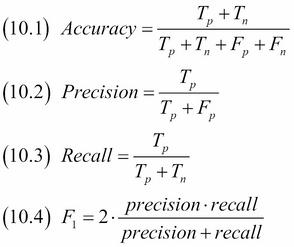 (10.1) Accuracy = (T_p + T_n) / (T_p + T_n + F_p + F_n)
(10.2) Precision = T_p / (T_p + F_p)
(10.3) Recall = T_p / (T_p + T_n)
(10.4) F_1 = 2 · (precision · recall) / (precision + recall)